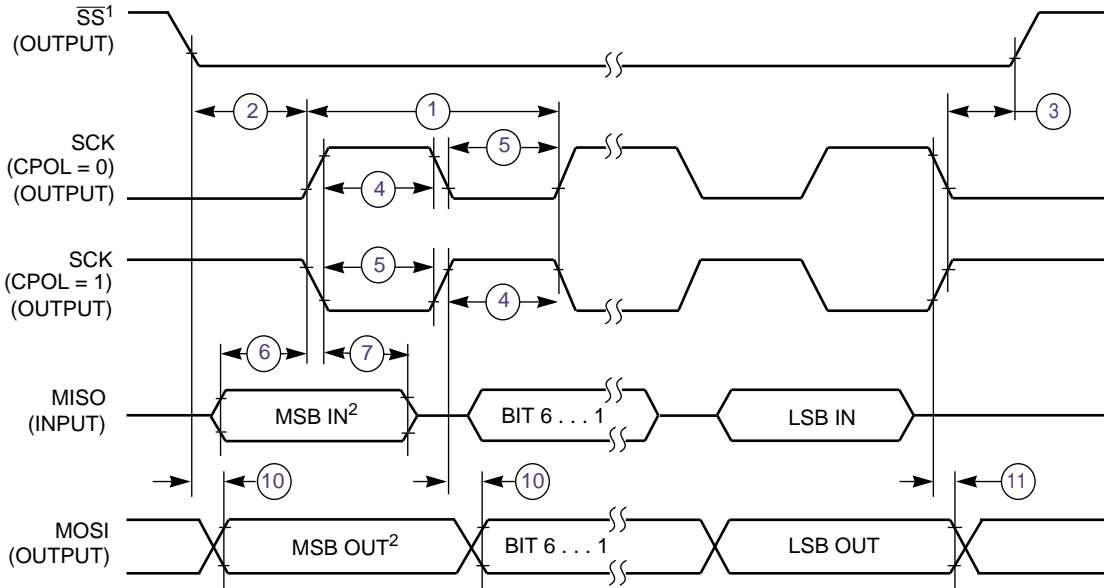 SS¹
(OUTPUT)
2
1
3
SCK
(CPOL = 0)
(OUTPUT)
5
4
SCK
(CPOL = 1)
(OUTPUT)
5
4
6
7
MISO
(INPUT)
MSB IN²
BIT 6 . . . 1
LSB IN
10
10
11
MOSI
(OUTPUT)
MSB OUT²
BIT 6 . . . 1
LSB OUT